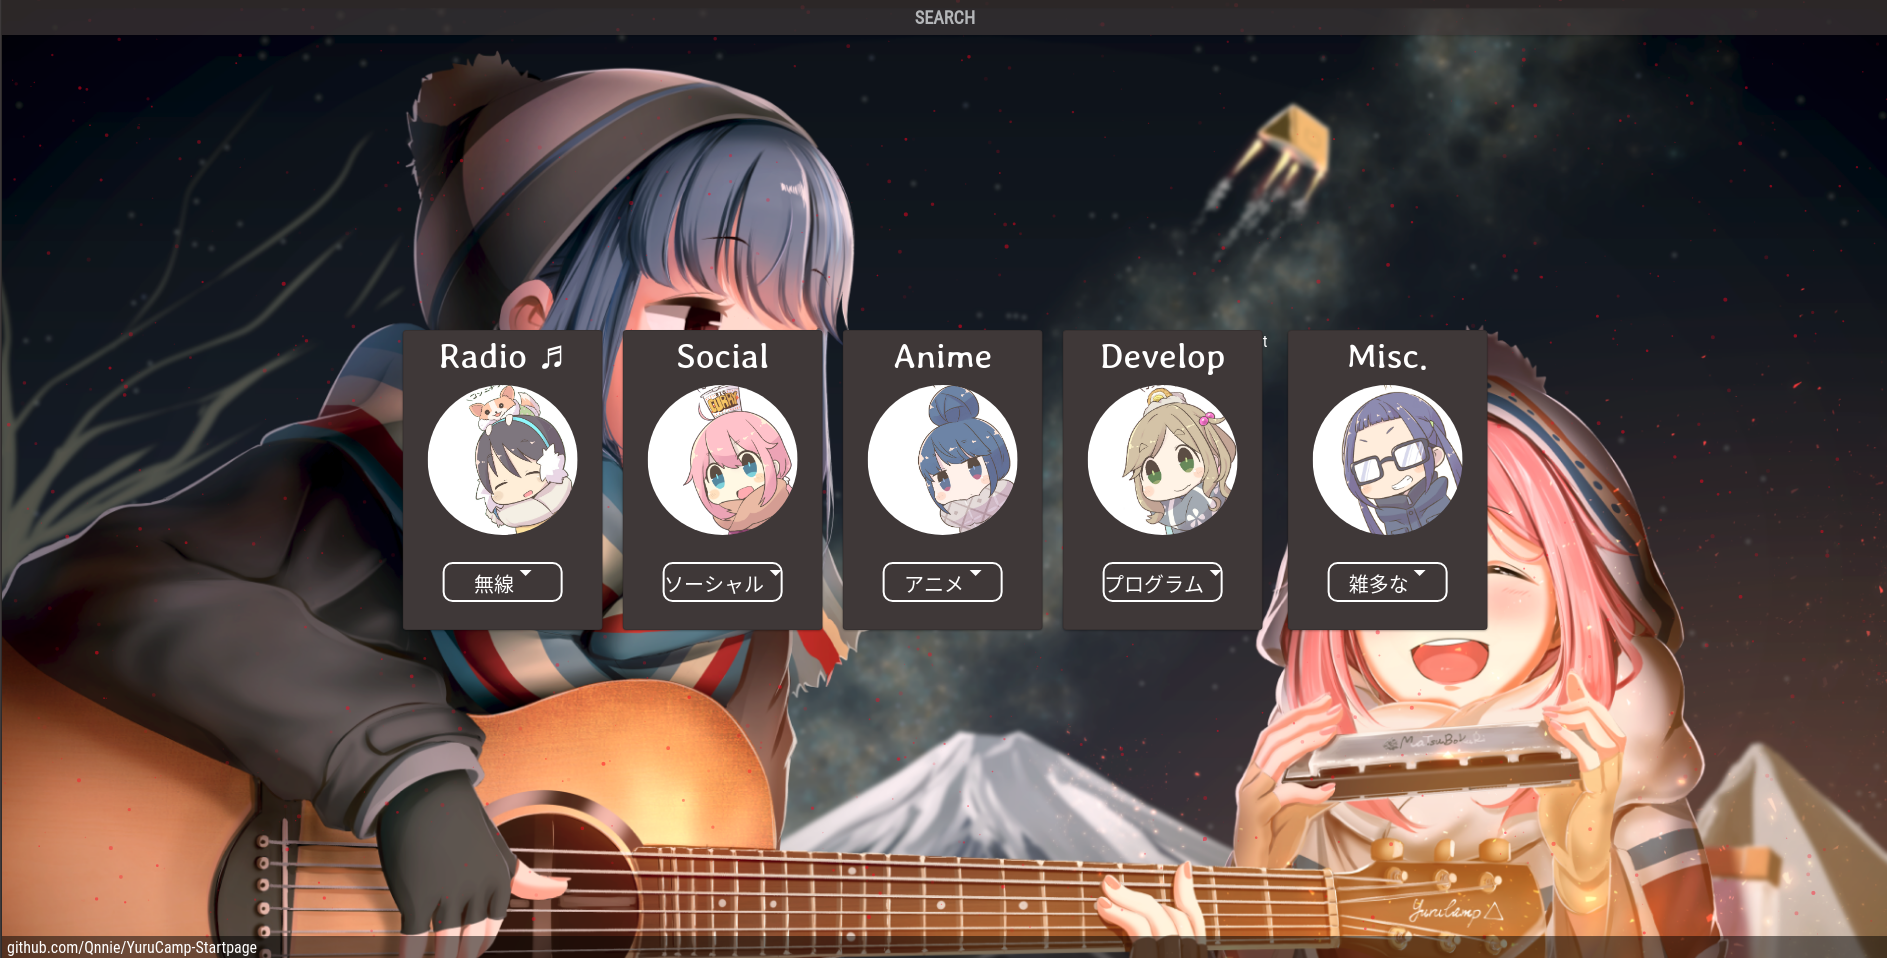 SEARCH
Radio ♬
Social
Anime
Develop
t
Misc.
無線
ソーシャル
アニメ
プログラム
雑多な
YuruCamp△
github.com/Qnnie/YuruCamp-Startpage